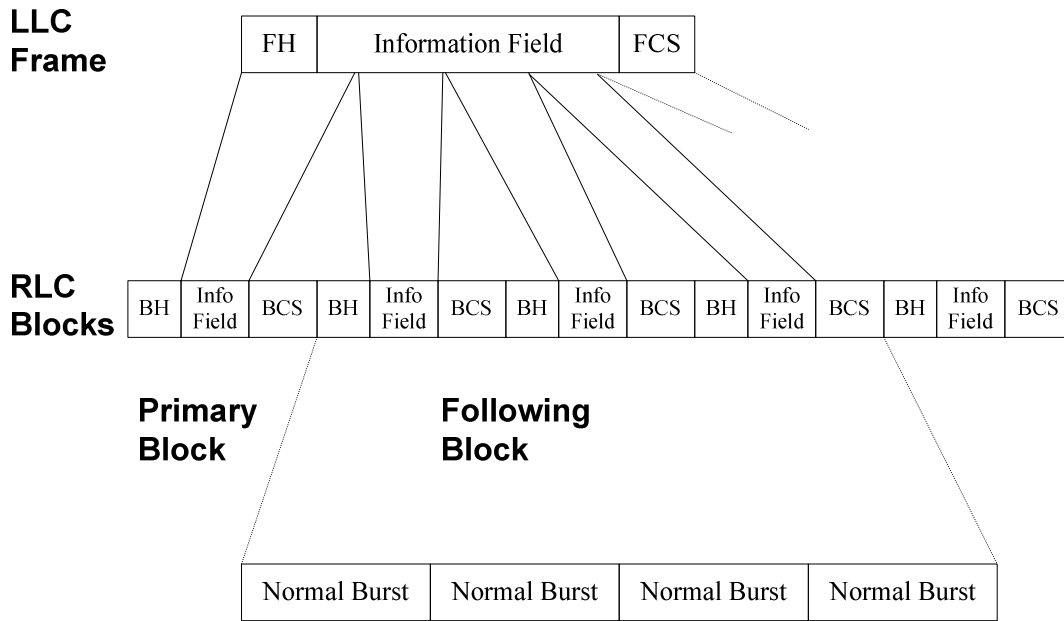 LLC
Frame
FH Information Field FCS
RLC
Blocks
BH Info Field BCS BH Info Field BCS BH Info Field BCS BH Info Field BCS BH Info Field BCS
Primary
Block
Following
Block
Normal Burst Normal Burst Normal Burst Normal Burst